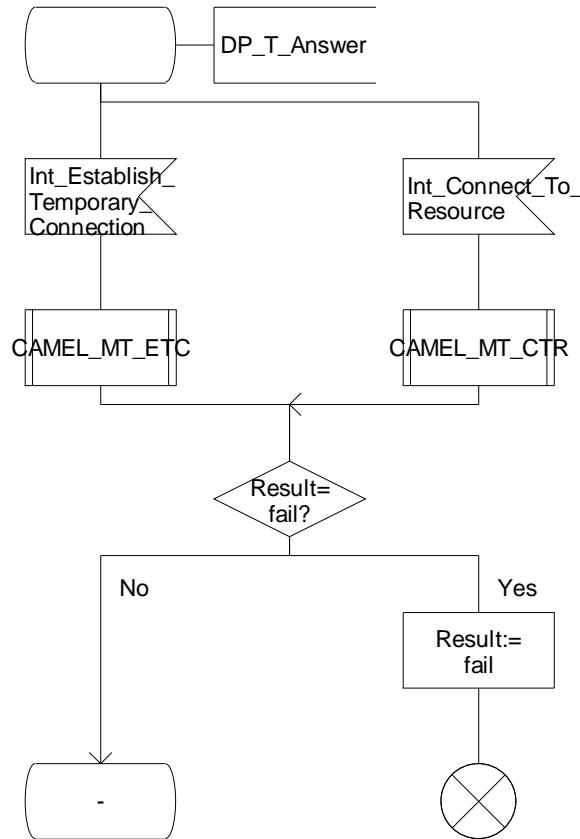 DP_T_Answer
Int_Establish_
Temporary_
Connection
Int_Connect_To_
Resource
CAMEL_MT_ETC
CAMEL_MT_CTR
Result=
fail?
No
Yes
Result:=
fail
-